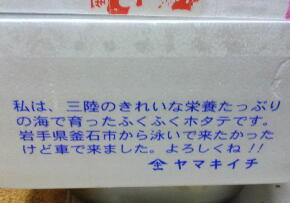 私は、三陸のきれいな栄養たっぷり
の海で育ったふくふくホタテです。
岩手県釜石市から泳いで来たかった
けど車で来ました。よろしくね!!
ヤマキイチ